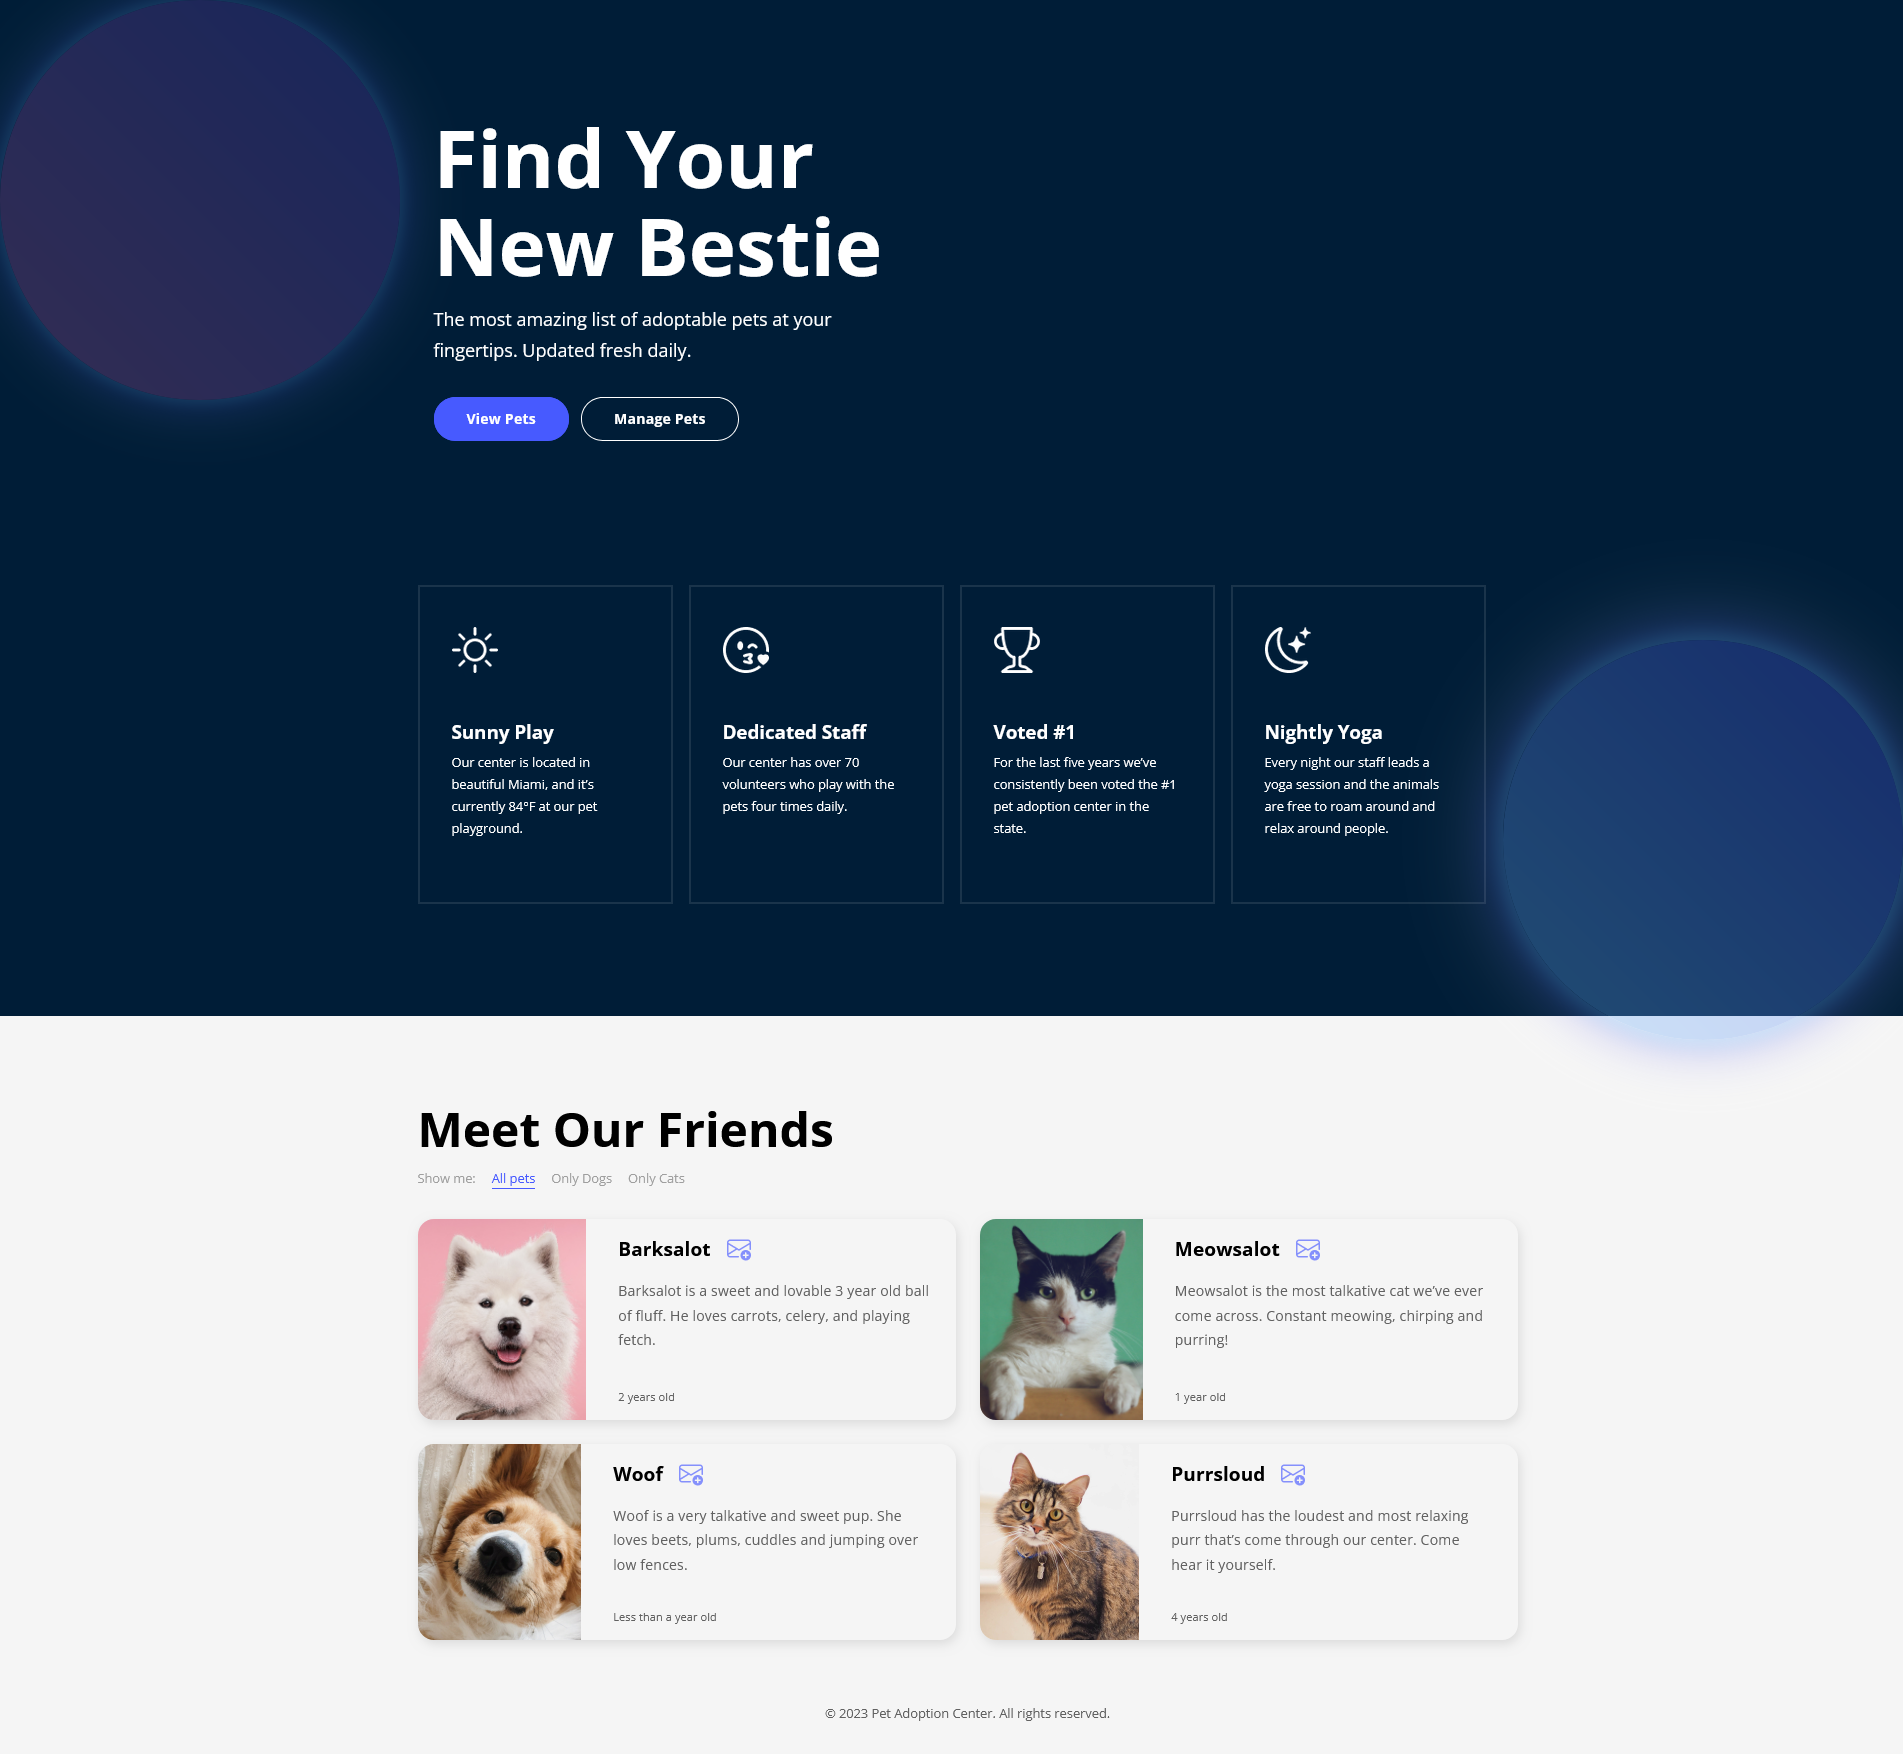 Find Your
New Bestie
The most amazing list of adoptable pets at your
fingertips. Updated fresh daily.
View Pets
Manage Pets
Sunny Play
Our center is located in
beautiful Miami, and it’s
currently 84°F at our pet
playground.
Dedicated Staff
Our center has over 70
volunteers who play with the
pets four times daily.
Voted #1
For the last five years we’ve
consistently been voted the #1
pet adoption center in the
state.
Nightly Yoga
Every night our staff leads a
yoga session and the animals
are free to roam around and
relax around people.
Meet Our Friends
Show me: All pets Only Dogs Only Cats
Barksalot
Barksalot is a sweet and lovable 3 year old ball
of fluff. He loves carrots, celery, and playing
fetch.
2 years old
Meowsalot
Meowsalot is the most talkative cat we’ve ever
come across. Constant meowing, chirping and
purring!
1 year old
Woof
Woof is a very talkative and sweet pup. She
loves beets, plums, cuddles and jumping over
low fences.
Less than a year old
Purrsloud
Purrsloud has the loudest and most relaxing
purr that’s come through our center. Come
hear it yourself.
4 years old
© 2023 Pet Adoption Center. All rights reserved.